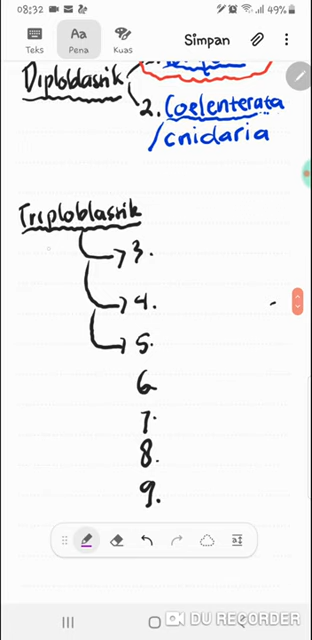 08:32 49%
Teks Pena Kuas Simpan
Diploblastik
2. Coelenterata
/cnidaria
Triploblastik
3.
4.
5.
6
7.
8.
9.
DU RECORDER